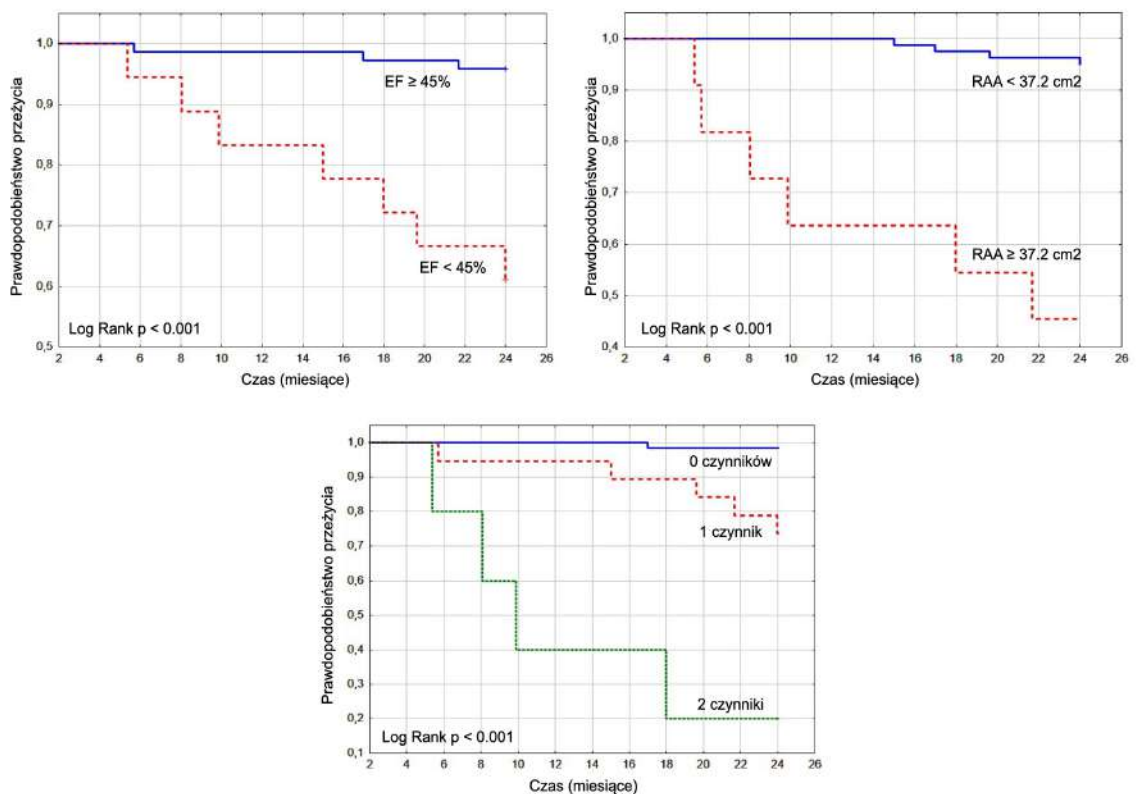 Prawdopodobieństwo przeżycia
1,0
0,9
0,8
0,7
0,6
0,5
EF ≥ 45%
EF < 45%
Log Rank p < 0.001
2 4 6 8 10 12 14 16 18 20 22 24 26
Czas (miesiące)
Prawdopodobieństwo przeżycia
1,0
0,9
0,8
0,7
0,6
0,5
0,4
RAA < 37.2 cm2
RAA ≥ 37.2 cm2
Log Rank p < 0.001
2 4 6 8 10 12 14 16 18 20 22 24 26
Czas (miesiące)
Prawdopodobieństwo przeżycia
1,0
0,9
0,8
0,7
0,6
0,5
0,4
0,3
0,2
0,1
0 czynników
1 czynnik
2 czynniki
Log Rank p < 0.001
2 4 6 8 10 12 14 16 18 20 22 24 26
Czas (miesiące)